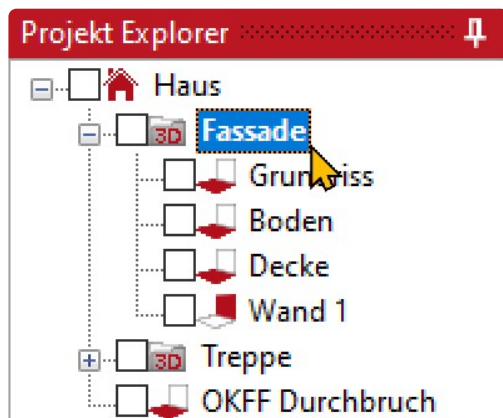 Projekt Explorer
Haus
3D Fassade
Grundriss
Boden
Decke
Wand 1
3D Treppe
OKFF Durchbruch